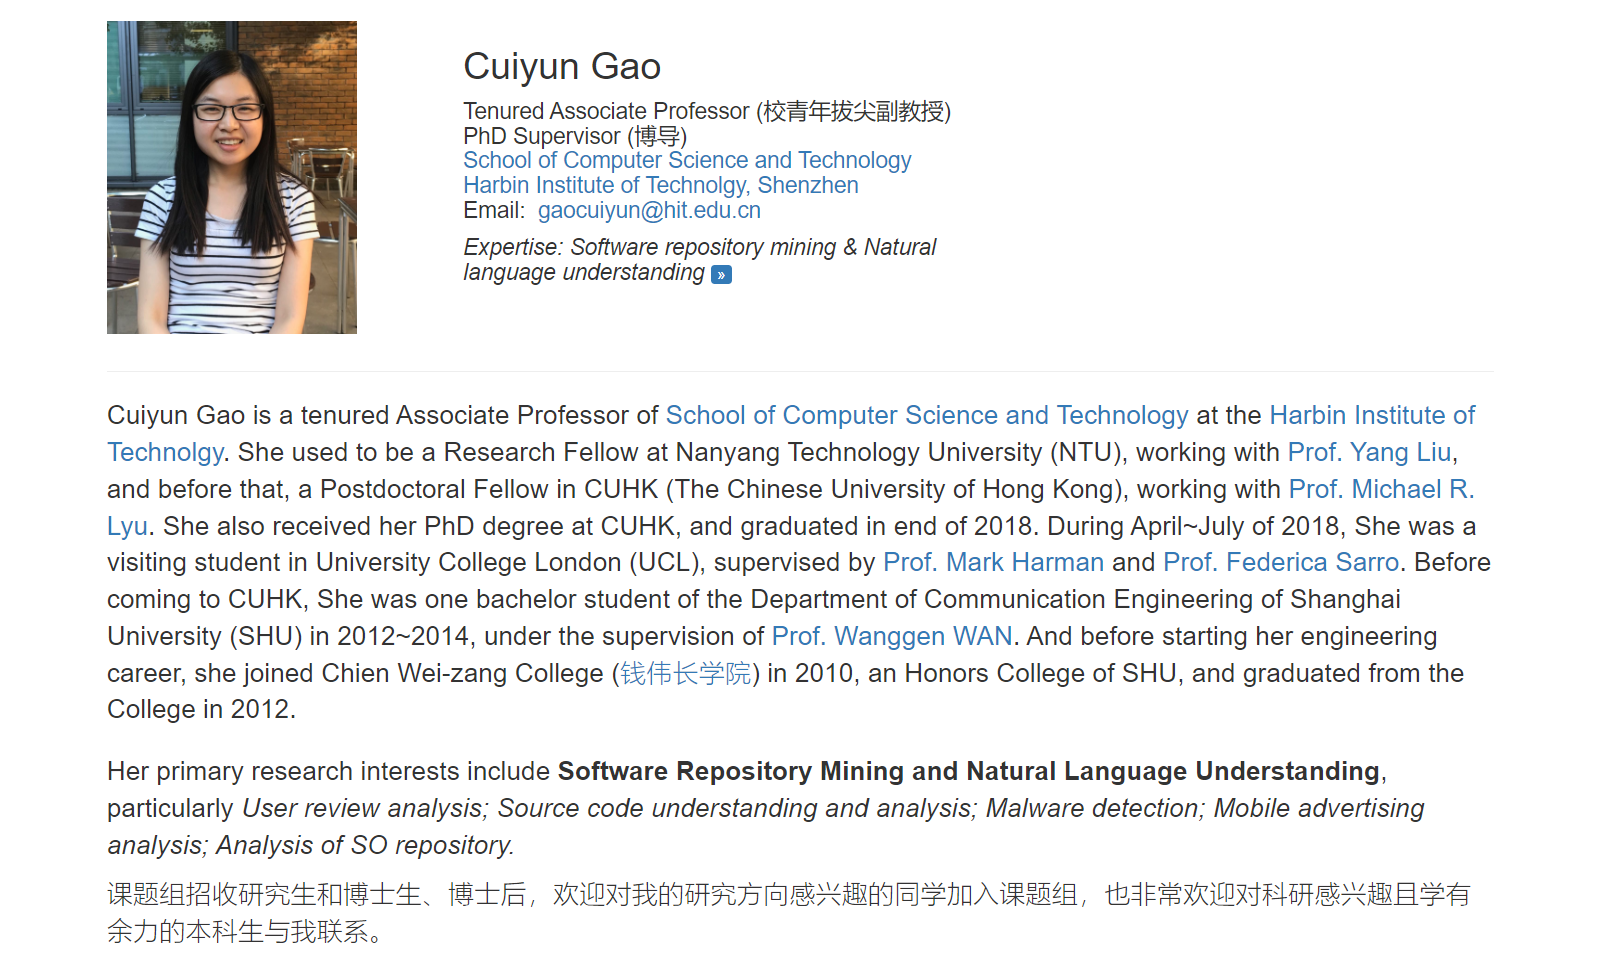 Cuiyun Gao
Tenured Associate Professor (校青年拔尖副教授)
PhD Supervisor (博导)
School of Computer Science and Technology
Harbin Institute of Technolgy, Shenzhen
Email: gaocuiyun@hit.edu.cn
Expertise: Software repository mining & Natural
language understanding »
Cuiyun Gao is a tenured Associate Professor of School of Computer Science and Technology at the Harbin Institute of
Technolgy. She used to be a Research Fellow at Nanyang Technology University (NTU), working with Prof. Yang Liu,
and before that, a Postdoctoral Fellow in CUHK (The Chinese University of Hong Kong), working with Prof. Michael R.
Lyu. She also received her PhD degree at CUHK, and graduated in end of 2018. During April~July of 2018, She was a
visiting student in University College London (UCL), supervised by Prof. Mark Harman and Prof. Federica Sarro. Before
coming to CUHK, She was one bachelor student of the Department of Communication Engineering of Shanghai
University (SHU) in 2012~2014, under the supervision of Prof. Wanggen WAN. And before starting her engineering
career, she joined Chien Wei-zang College (钱伟长学院) in 2010, an Honors College of SHU, and graduated from the
College in 2012.
Her primary research interests include Software Repository Mining and Natural Language Understanding,
particularly User review analysis; Source code understanding and analysis; Malware detection; Mobile advertising
analysis; Analysis of SO repository.
课题组招收研究生和博士生、博士后，欢迎对我的研究方向感兴趣的同学加入课题组，也非常欢迎对科研感兴趣且学有
余力的本科生与我联系。